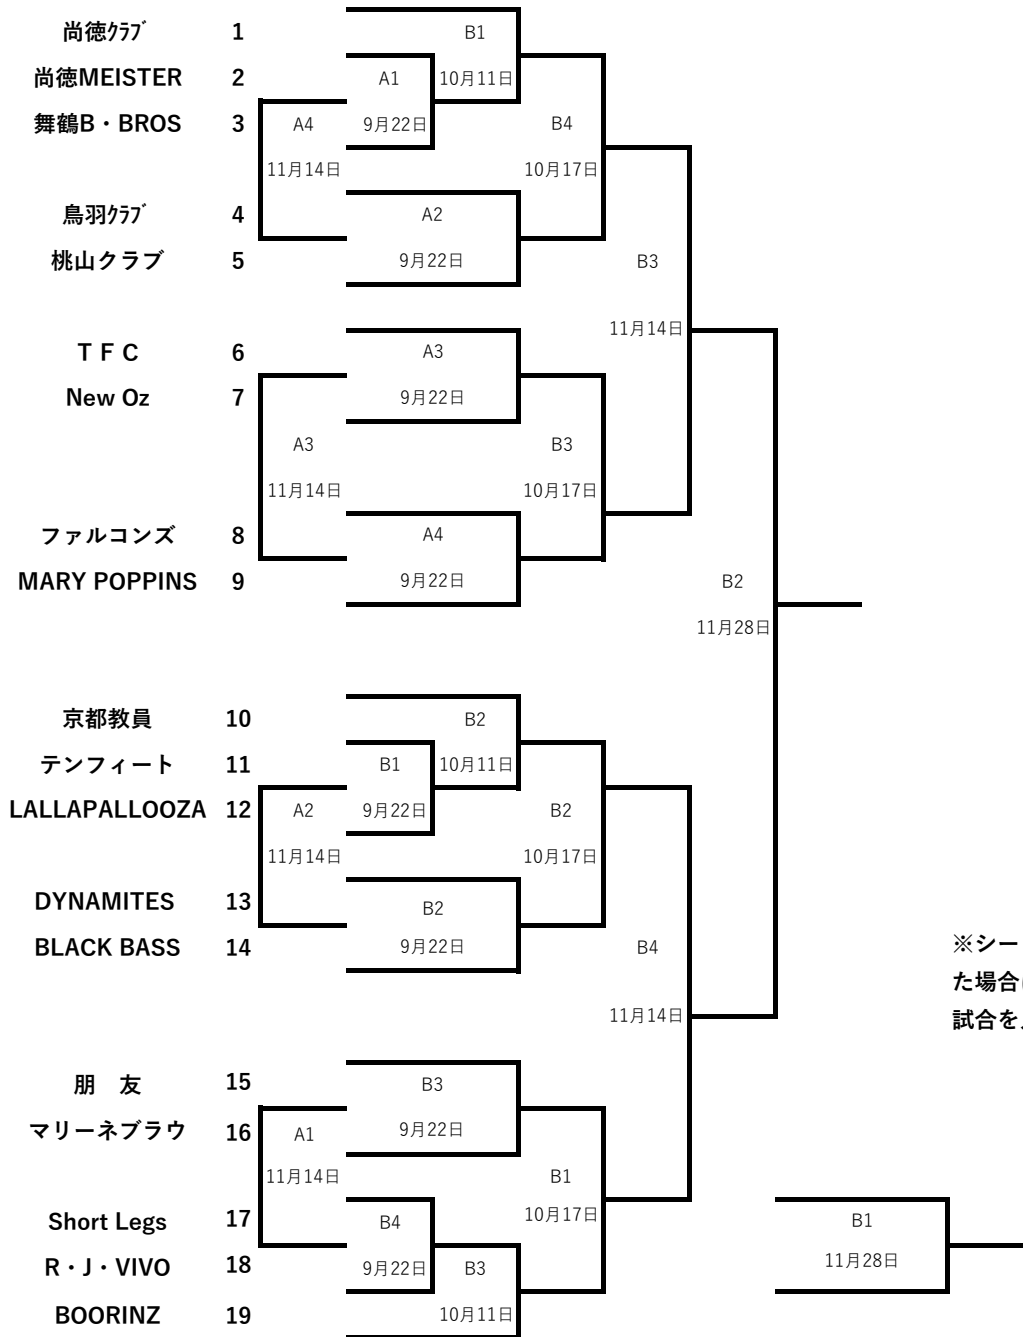 尚徳ｸﾗﾌﾞ 1 B1
尚徳MEISTER 2 A1 10月11日
舞鶴B・BROS 3 A4 9月22日 B4
11月14日 10月17日
鳥羽ｸﾗﾌﾞ 4 A2
桃山クラブ 5 9月22日 B3
11月14日
ＴＦＣ 6 A3
New Oz 7 9月22日
A3 B3
11月14日 10月17日
ファルコンズ 8 A4
MARY POPPINS 9 9月22日 B2
11月28日
京都教員 10 B2
テンフィート 11 B1 10月11日
LALLAPALLOOZA 12 A2 9月22日 B2
11月14日 10月17日
DYNAMITES 13 B2
BLACK BASS 14 9月22日 B4
※シー
た場合
試合を
11月14日
朋　友 15 B3
マリーネブラウ 16 A1 9月22日
11月14日 B1
Short Legs 17 B4 10月17日 B1
R・J・VIVO 18 9月22日 B3 11月28日
BOORINZ 19 10月11日